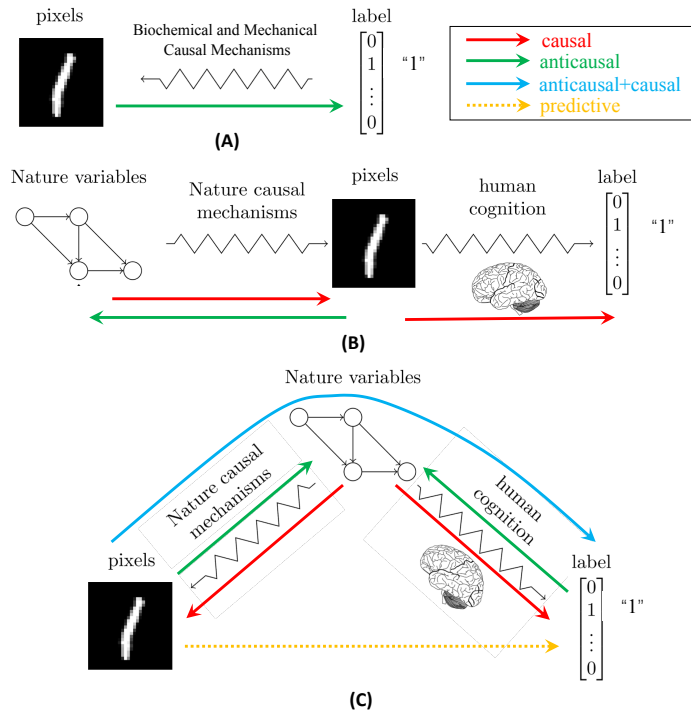 pixels
Biochemical and Mechanical
Causal Mechanisms
label
0
1
⋮
0
“1”
causal
anticausal
anticausal+causal
predictive
(A)
Nature variables
Nature causal
mechanisms
pixels
human
cognition
label
0
1
⋮
0
“1”
(B)
Nature variables
Nature causal
mechanisms
human
cognition
pixels
label
0
1
⋮
0
“1”
(C)